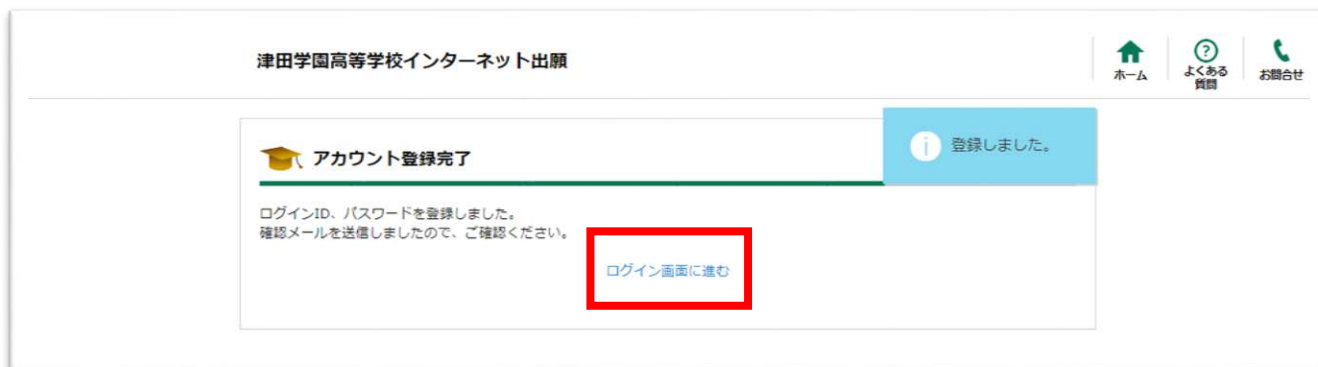 津田学園高等学校インターネット出願
ホーム
よくある
質問
お問合せ
登録しました。
アカウント登録完了
ログインID、パスワードを登録しました。
確認メールを送信しましたので、ご確認ください。
ログイン画面に進む